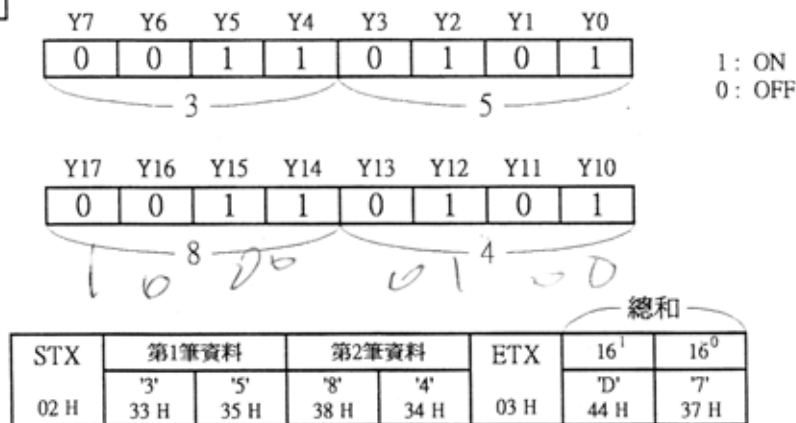 Y7 Y6 Y5 Y4 Y3 Y2 Y1 Y0
0 0 1 1 0 1 0 1
1 : ON
0 : OFF
3 5
Y17 Y16 Y15 Y14 Y13 Y12 Y11 Y10
0 0 1 1 0 1 0 1
8 4
1 0 0 0 0 1 0 0
總和
STX 第1筆資料 第2筆資料 ETX 16¹ 16⁰
'3' '5' '8' '4' 'D' '7'
02 H 33 H 35 H 38 H 34 H 03 H 44 H 37 H